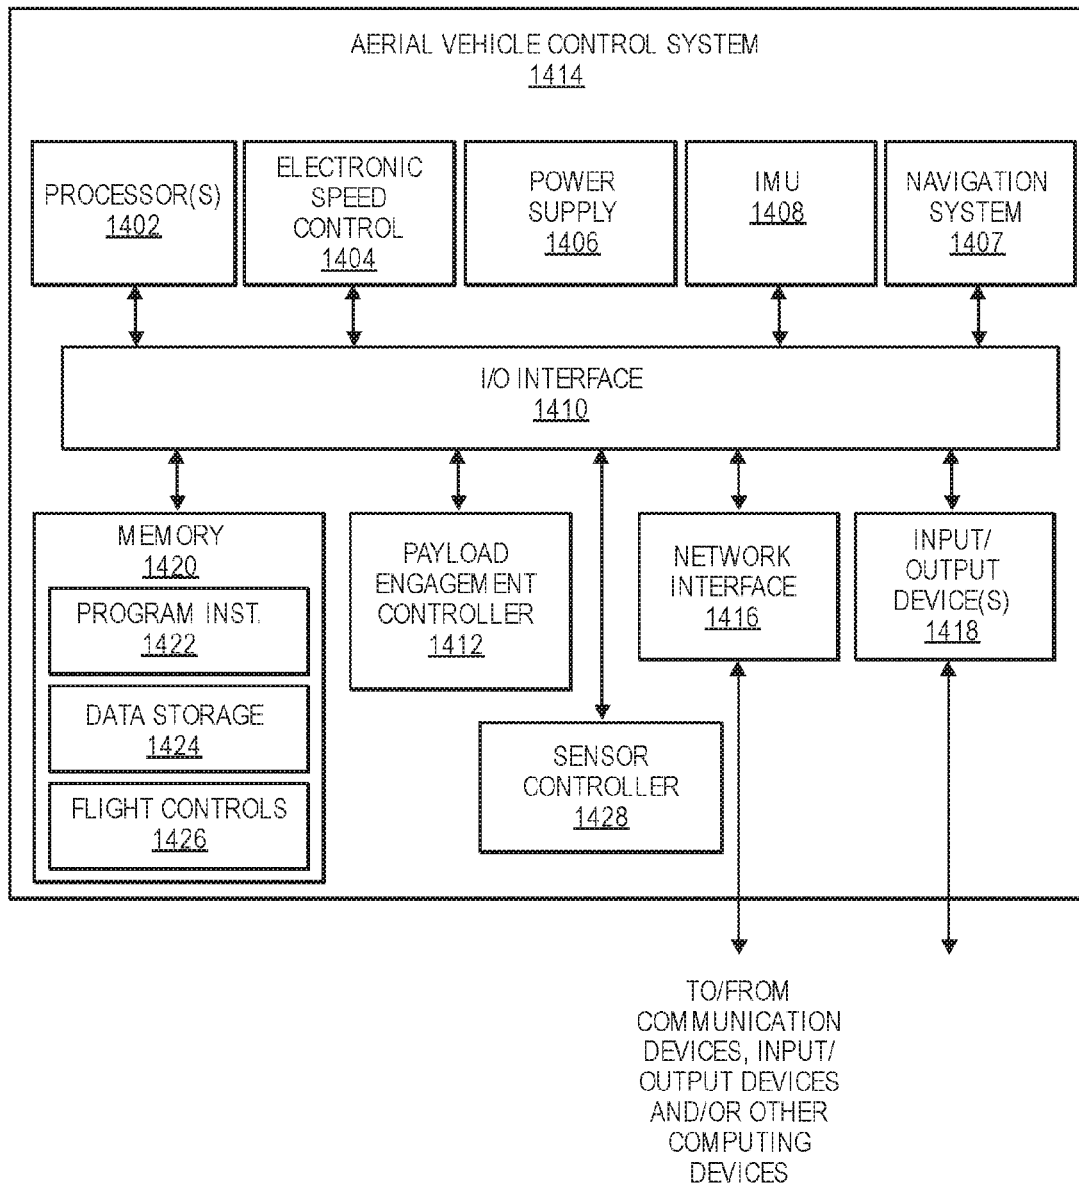 AERIAL VEHICLE CONTROL SYSTEM
1414
PROCESSOR(S)
1402
ELECTRONIC
SPEED
CONTROL
1404
POWER
SUPPLY
1406
IMU
1408
NAVIGATION
SYSTEM
1407
I/O INTERFACE
1410
MEMORY
1420
PROGRAM INST.
1422
DATA STORAGE
1424
FLIGHT CONTROLS
1426
PAYLOAD
ENGAGEMENT
CONTROLLER
1412
SENSOR
CONTROLLER
1428
NETWORK
INTERFACE
1416
INPUT/
OUTPUT
DEVICE(S)
1418
TO/FROM
COMMUNICATION
DEVICES, INPUT/
OUTPUT DEVICES
AND/OR OTHER
COMPUTING
DEVICES